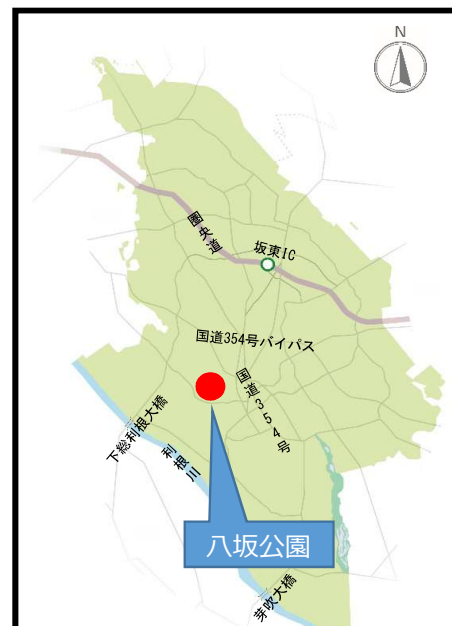 N
圏央道
坂東IC
国道354号バイパス
国道354号
下総利根大橋
利根川
八坂公園
芽吹大橋